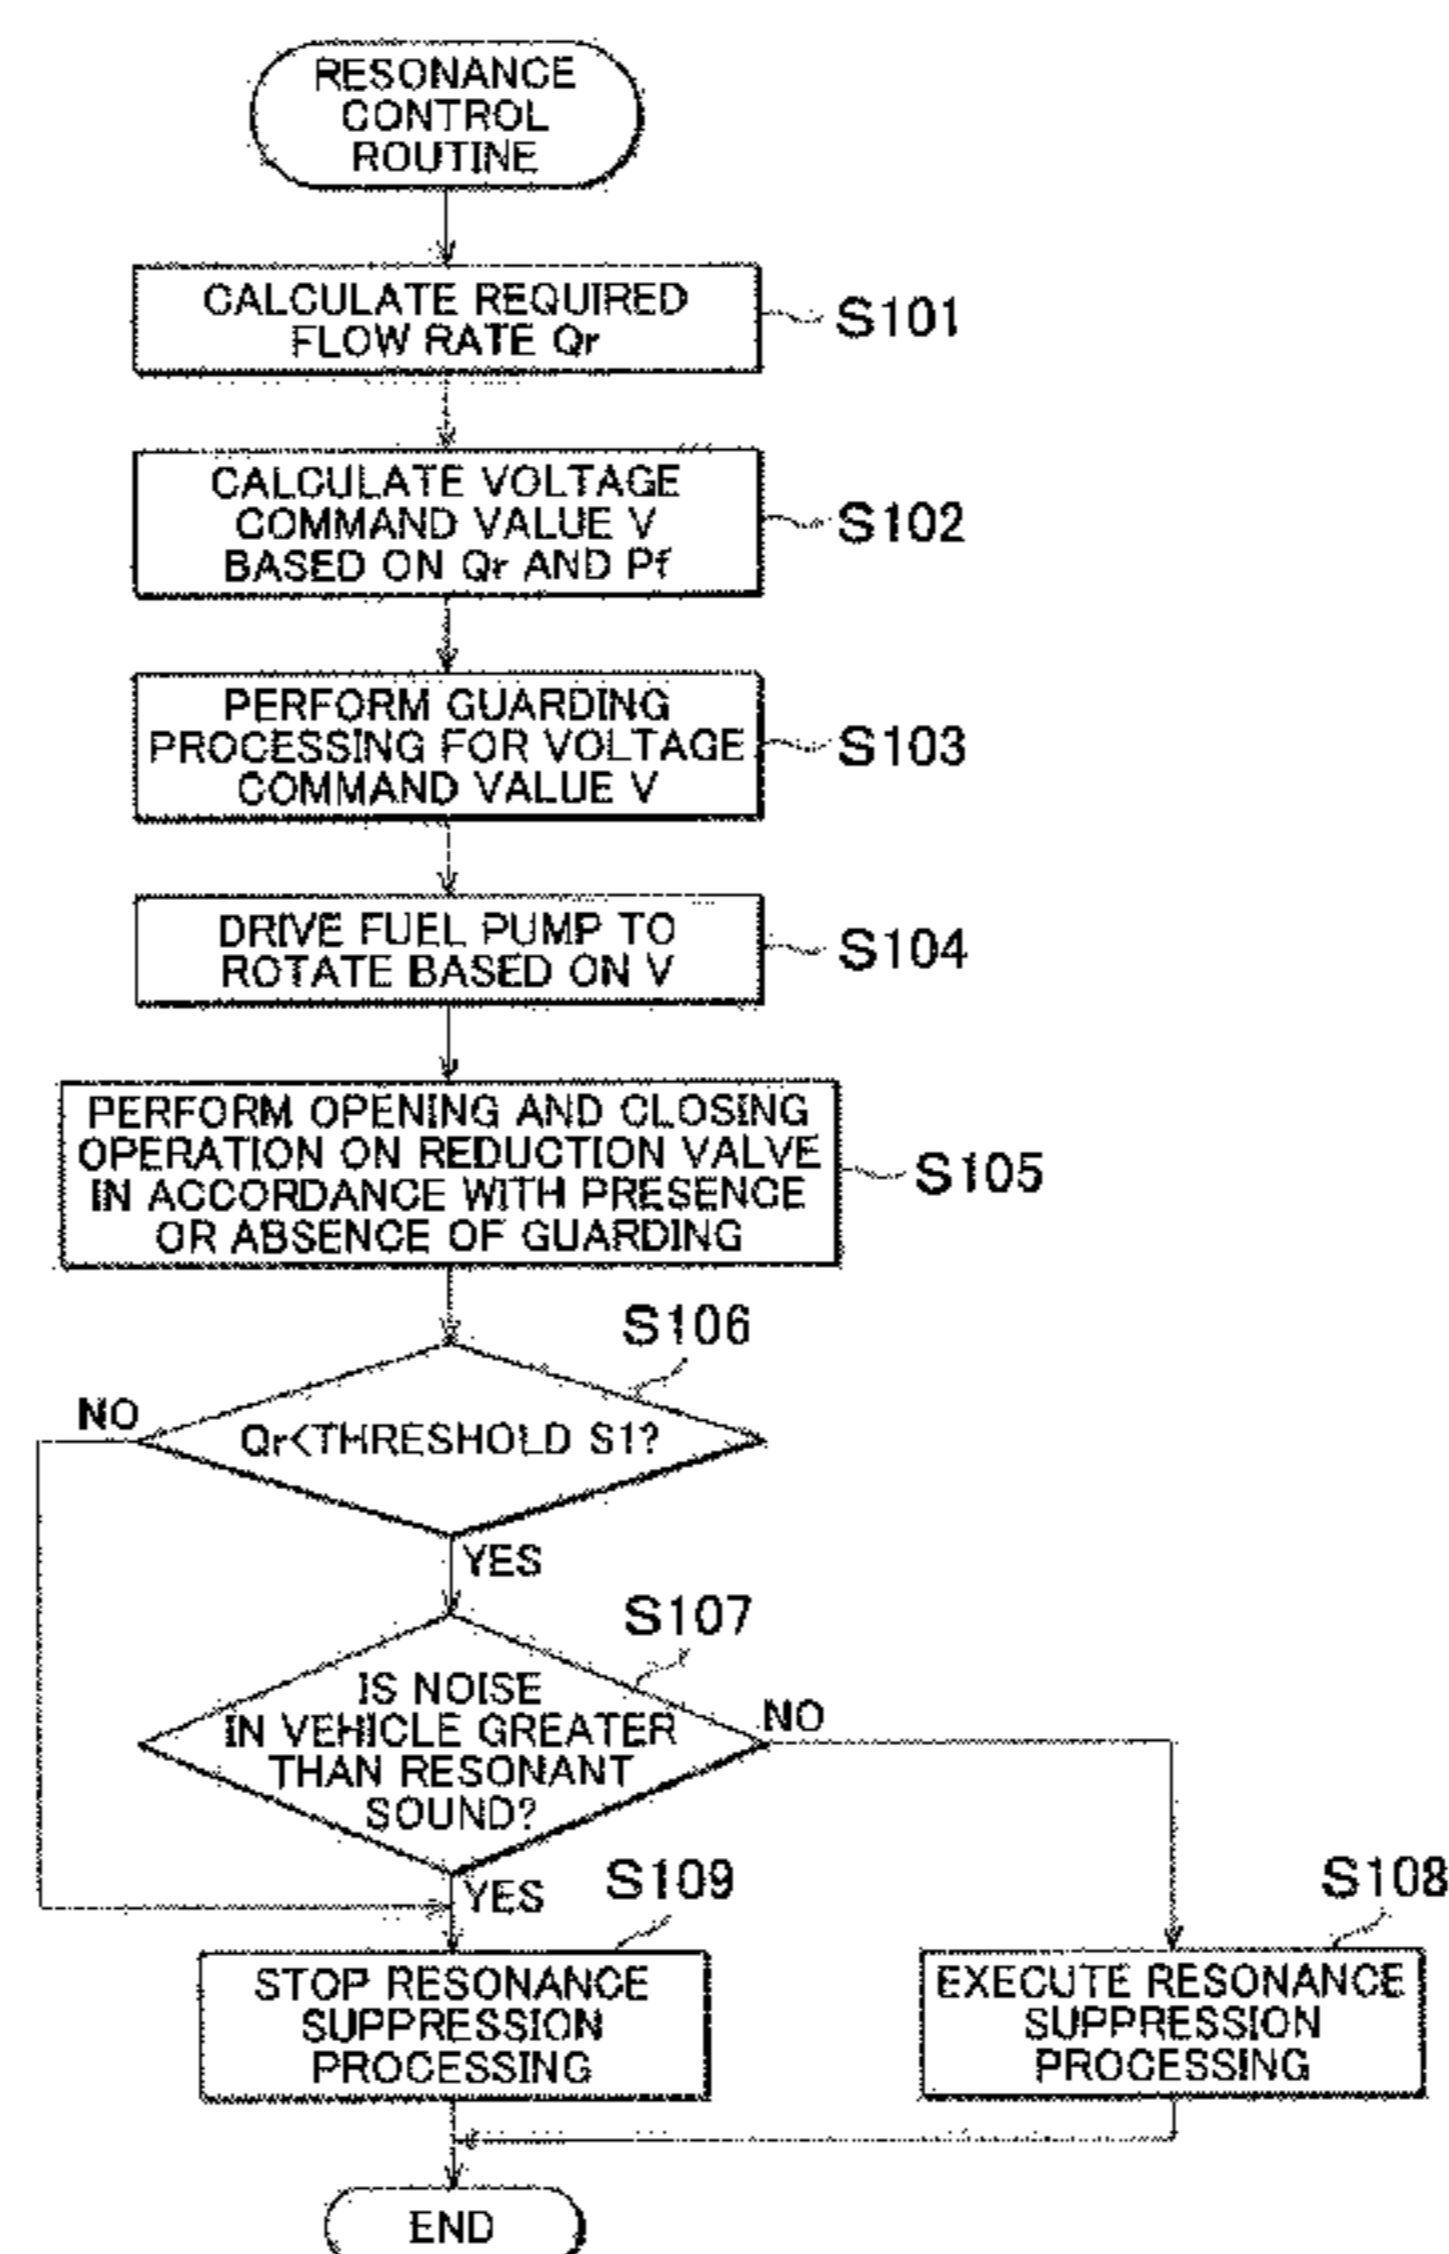 RESONANCE
CONTROL
ROUTINE
CALCULATE REQUIRED
FLOW RATE Qr
S101
CALCULATE VOLTAGE
COMMAND VALUE V
BASED ON Qr AND Pf
S102
PERFORM GUARDING
PROCESSING FOR VOLTAGE
COMMAND VALUE V
S103
DRIVE FUEL PUMP TO
ROTATE BASED ON V
S104
PERFORM OPENING AND CLOSING
OPERATION ON REDUCTION VALVE
IN ACCORDANCE WITH PRESENCE
OR ABSENCE OF GUARDING
S105
S106
NO
Qr<THRESHOLD S1?
YES
S107
IS NOISE
IN VEHICLE GREATER
THAN RESONANT
SOUND?
NO
YES
S109
STOP RESONANCE
SUPPRESSION
PROCESSING
S108
EXECUTE RESONANCE
SUPPRESSION
PROCESSING
END